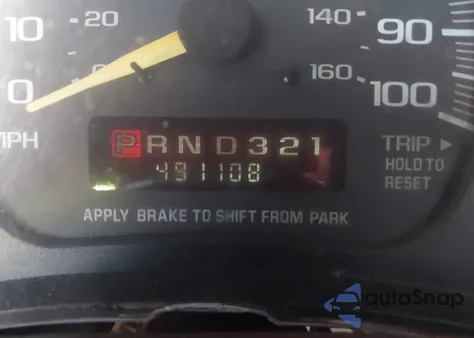 10 20 140 90
0 0 160 100
MPH PRND321 TRIP
491108 HOLD TO
RESET
APPLY BRAKE TO SHIFT FROM PARK
autoSnap